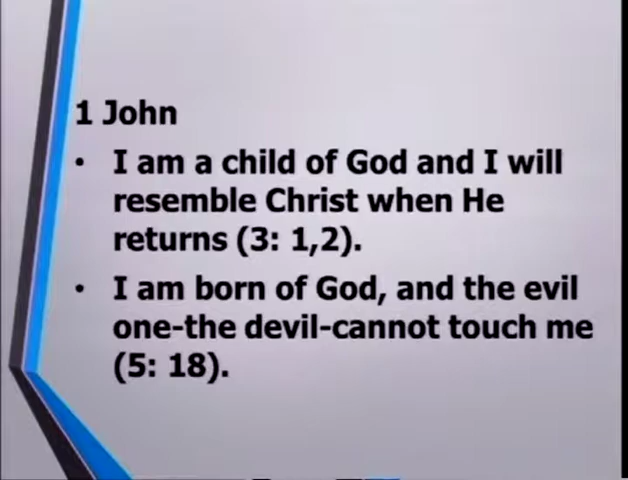 1 John
• I am a child of God and I will
resemble Christ when He
returns (3: 1,2).
• I am born of God, and the evil
one-the devil-cannot touch me
(5: 18).